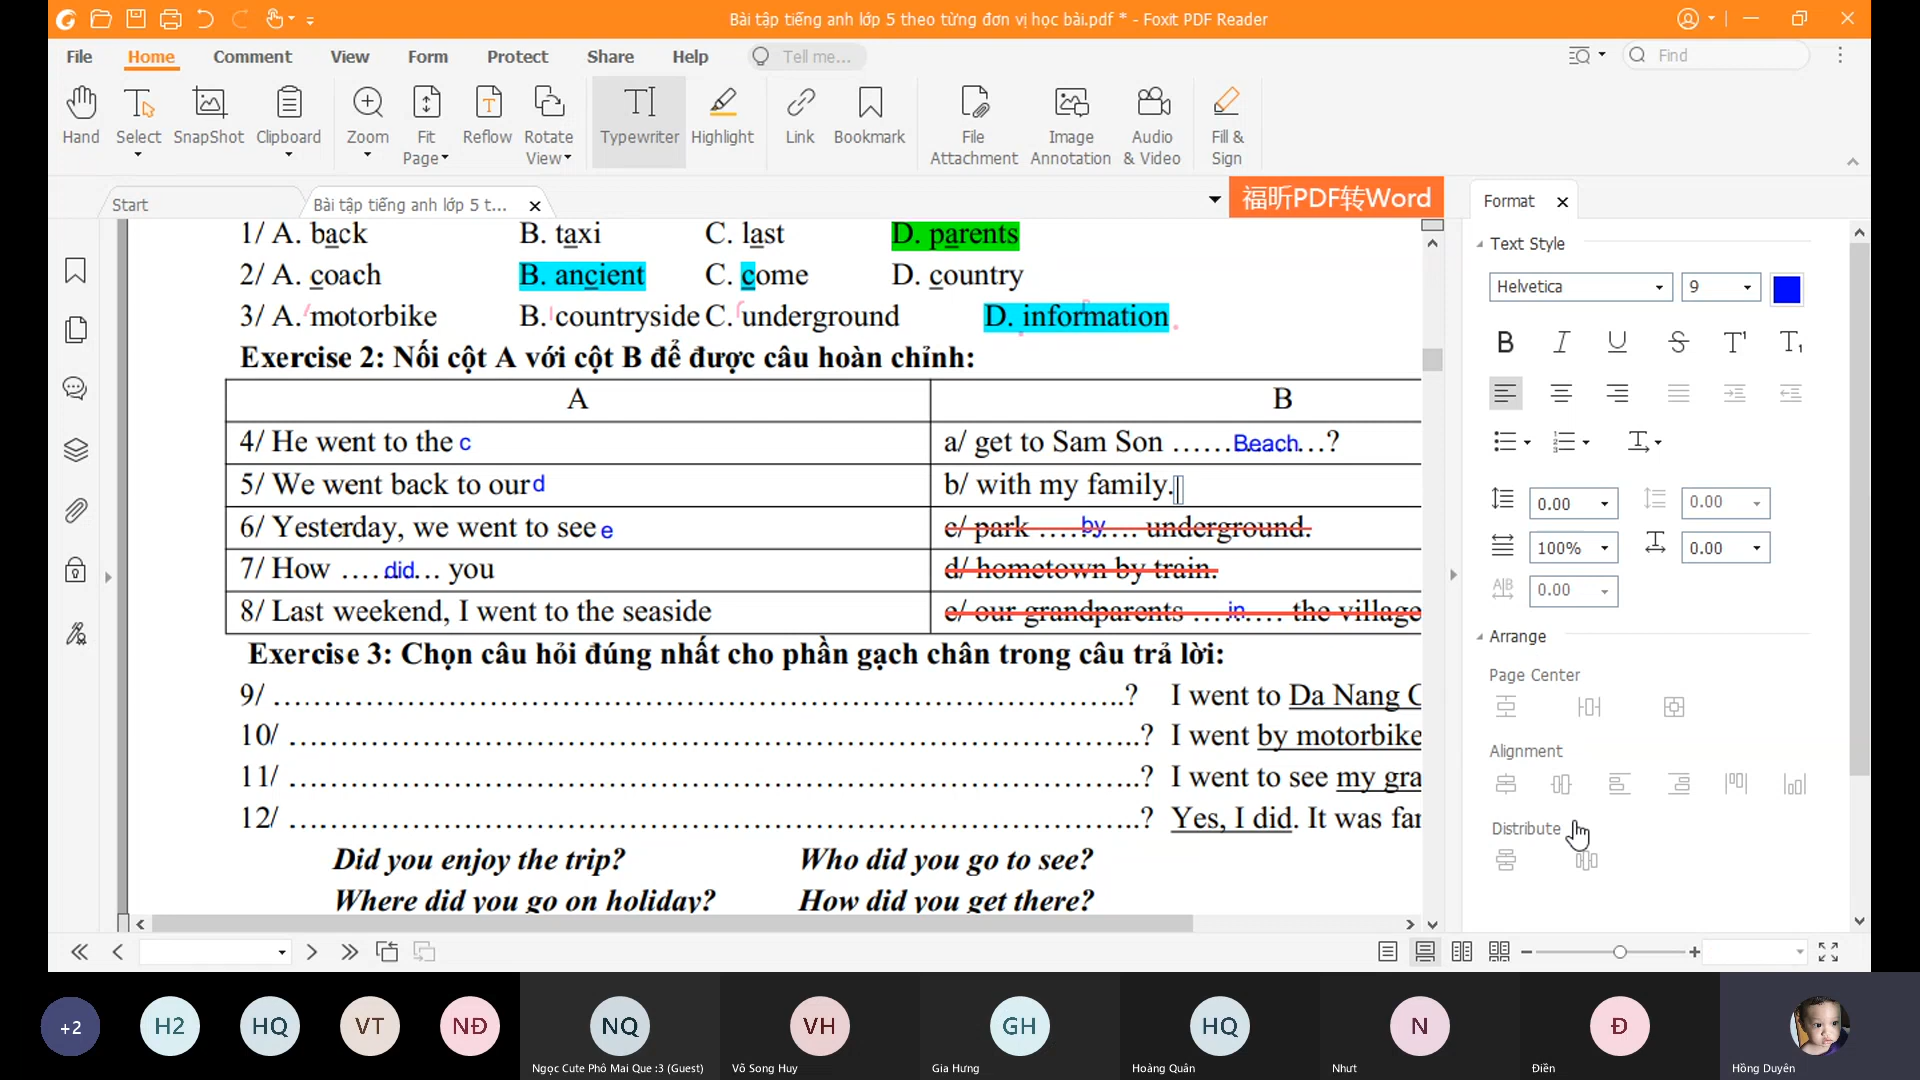 Bài tập tiếng anh lớp 5 theo từng đơn vị học bài.pdf * - Foxit PDF Reader
File Home Comment View Form Protect Share Help Tell me... Find
Hand Select SnapShot Clipboard Zoom Fit Page Reflow Rotate View Typewriter Highlight Link Bookmark File Attachment Image Annotation Audio & Video Fill & Sign
Start Bài tập tiếng anh lớp 5 t... 福昕PDF转Word Format
1/ A. back B. taxi C. last D. parents
2/ A. coach B. ancient C. come D. country
3/ A. motorbike B. countryside C. underground D. information
Exercise 2: Nối cột A với cột B để được câu hoàn chỉnh:
A B
4/ He went to the c a/ get to Sam Son ......Beach...?
5/ We went back to our d b/ with my family.
6/ Yesterday, we went to see e c/ park ....by.... underground.
7/ How ....did... you d/ hometown by train.
8/ Last weekend, I went to the seaside e/ our grandparents ....in.... the village
Exercise 3: Chọn câu hỏi đúng nhất cho phần gạch chân trong câu trả lời:
9/ ........................................................................? I went to Da Nang C
10/ ........................................................................? I went by motorbike
11/ ........................................................................? I went to see my gra
12/ ........................................................................? Yes, I did. It was far
Did you enjoy the trip? Who did you go to see?
Where did you go on holiday? How did you get there?
Text Style
Helvetica 9
B I U S T' T,
0.00 0.00
100% 0.00
0.00
Arrange
Page Center
Alignment
Distribute
+2 H2 HQ VT NĐ NQ VH GH HQ N Đ
Ngọc Cute Phô Mai Que :3 (Guest) Võ Song Huy Gia Hưng Hoàng Quân Nhut Điền Hồng Duyên